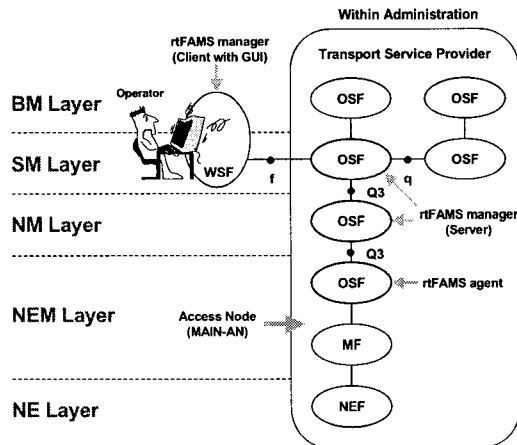 Within Administration
rtFAMS manager
(Client with GUI)
Transport Service Provider
BM Layer
Operator
OSF
OSF
SM Layer
WSF
f
OSF
q
OSF
Q3
NM Layer
OSF
rtFAMS manager
(Server)
Q3
OSF
rtFAMS agent
NEM Layer
Access Node
(MAIN-AN)
MF
NE Layer
NEF